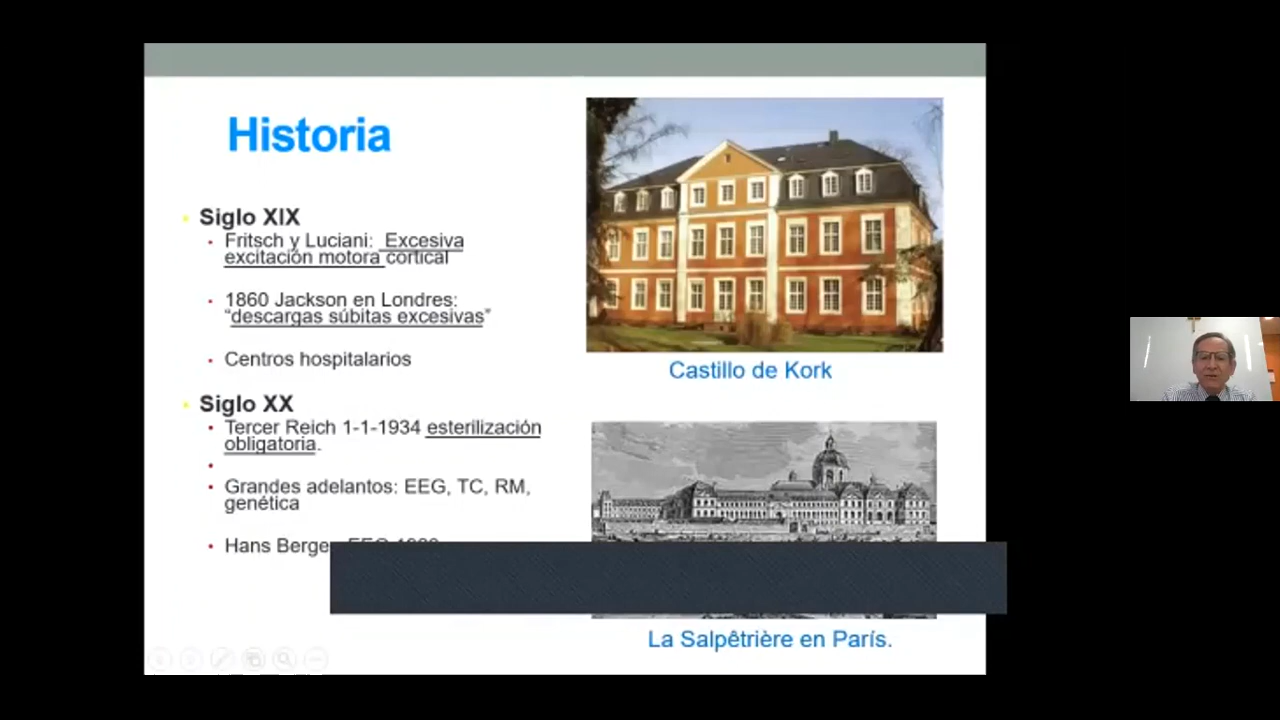 Historia
Siglo XIX
Fritsch y Luciani: Excesiva
excitación motora cortical
1860 Jackson en Londres:
“descargas súbitas excesivas”
Centros hospitalarios
Siglo XX
Tercer Reich 1-1-1934 esterilización
obligatoria.
Grandes adelantos: EEG, TC, RM,
genética
Hans
Castillo de Kork
La Salpêtrière en París.